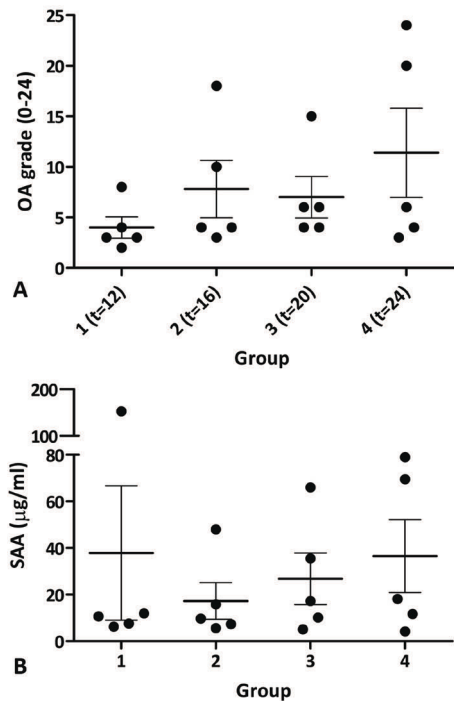 25
20
15
10
5
0
OA grade (0-24)
A
1 (t=12)
2 (t=16)
3 (t=20)
4 (t=24)
Group
200
100
80
60
40
20
0
SAA (μg/ml)
B
1 2 3 4
Group